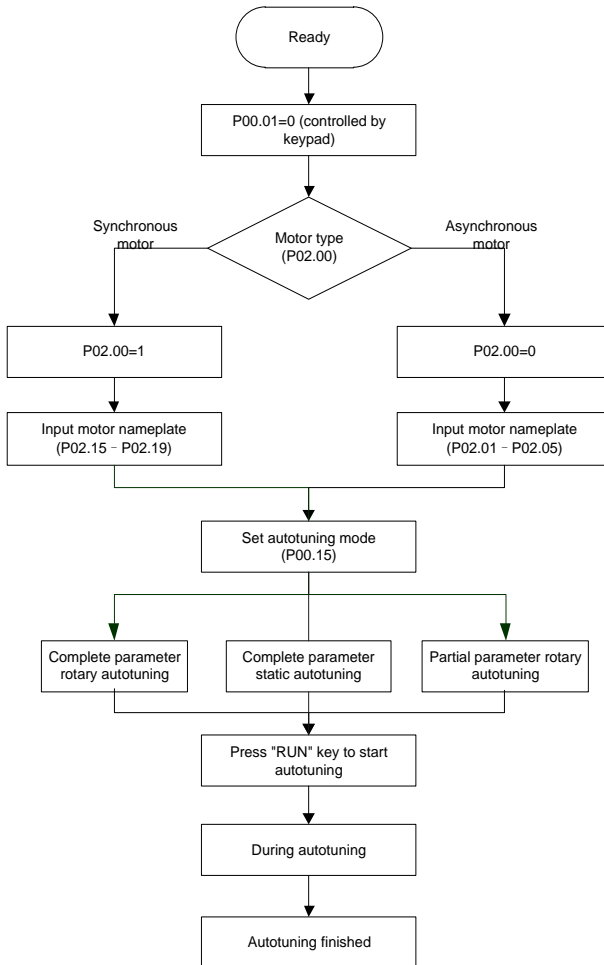 Ready
P00.01=0 (controlled by
keypad)
Synchronous
motor
Motor type
(P02.00)
Asynchronous
motor
P02.00=1
P02.00=0
Input motor nameplate
(P02.15–P02.19)
Input motor nameplate
(P02.01–P02.05)
Set autotuning mode
(P00.15)
Complete parameter
rotary autotuning
Complete parameter
static autotuning
Partial parameter rotary
autotuning
Press "RUN" key to start
autotuning
During autotuning
Autotuning finished